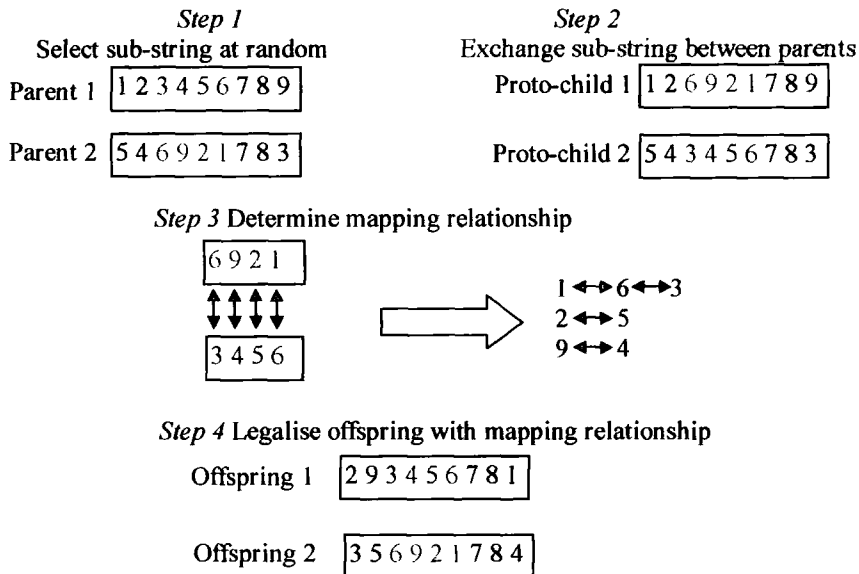 Step 1
Select sub-string at random
Parent 1 1 2 3 4 5 6 7 8 9
Parent 2 5 4 6 9 2 1 7 8 3
Step 2
Exchange sub-string between parents
Proto-child 1 1 2 6 9 2 1 7 8 9
Proto-child 2 5 4 3 4 5 6 7 8 3
Step 3 Determine mapping relationship
6 9 2 1
3 4 5 6
1 ↔ 6 ↔ 3
2 ↔ 5
9 ↔ 4
Step 4 Legalise offspring with mapping relationship
Offspring 1 2 9 3 4 5 6 7 8 1
Offspring 2 3 5 6 9 2 1 7 8 4